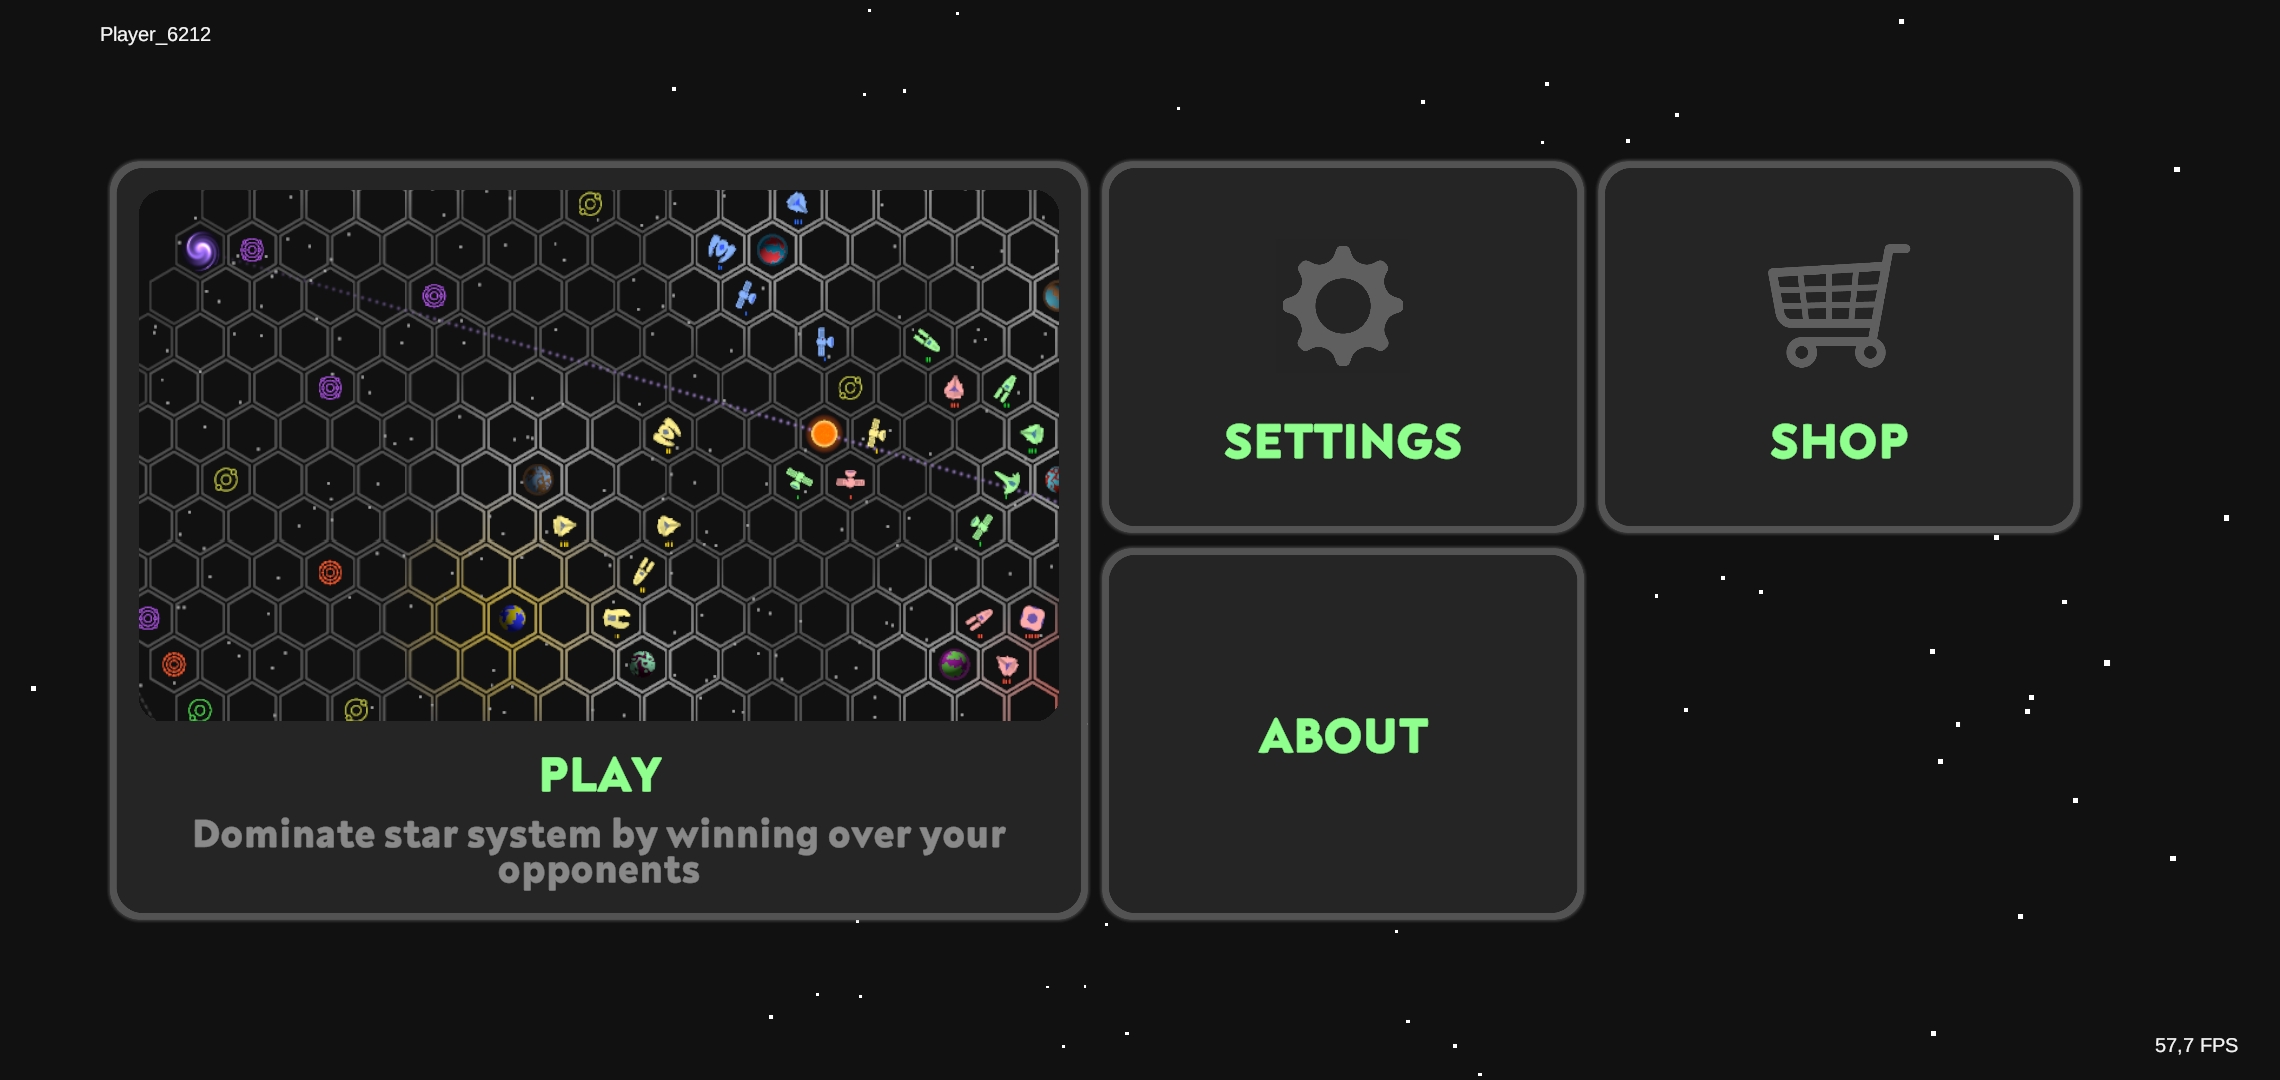 Player_6212
PLAY
Dominate star system by winning over your
opponents
SETTINGS
SHOP
ABOUT
57,7 FPS